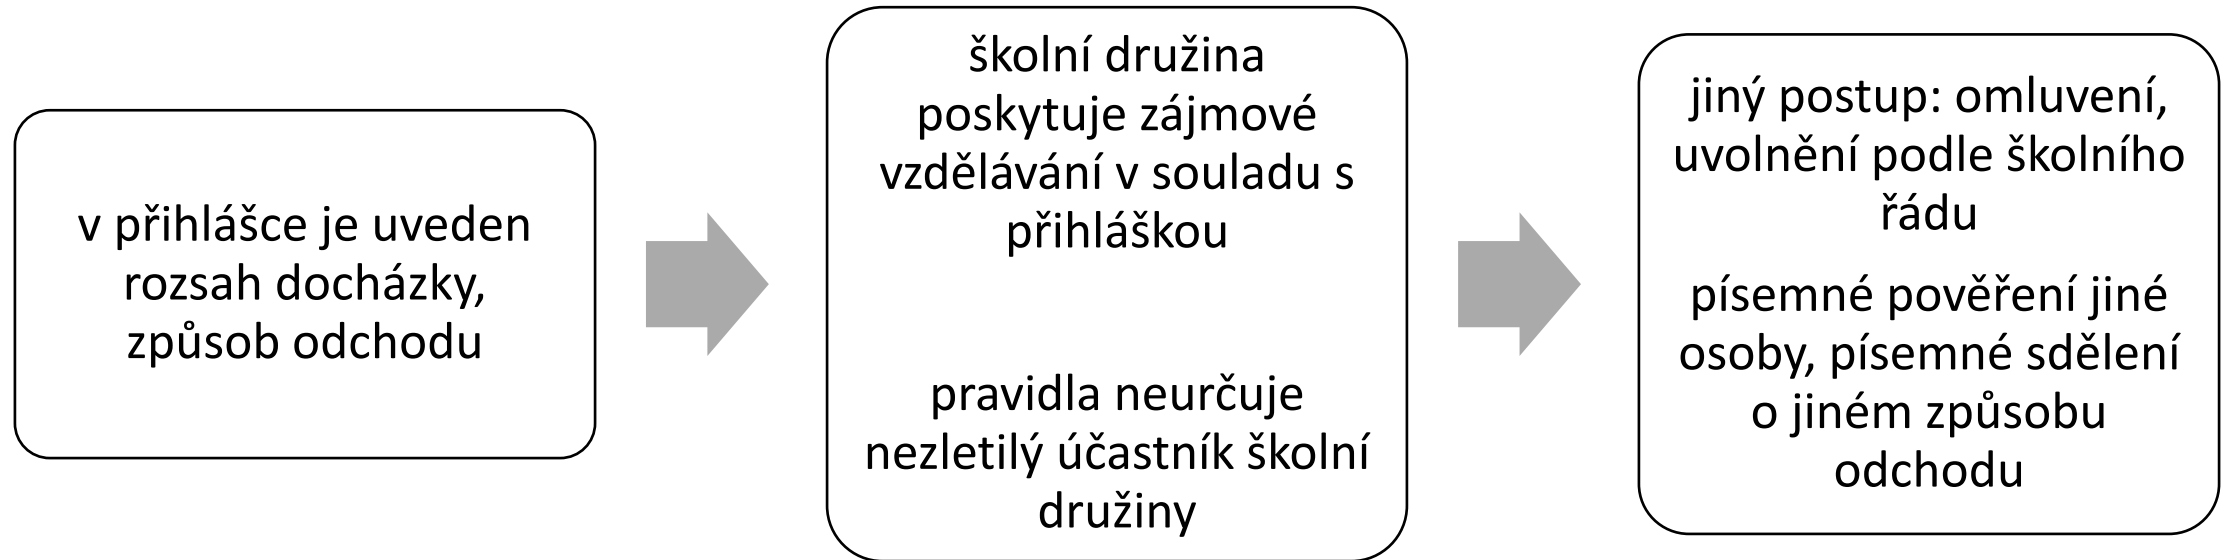 v přihlášce je uveden
rozsah docházky,
způsob odchodu
školní družina
poskytuje zájmové
vzdělávání v souladu s
přihláškou
pravidla neurčuje
nezletilý účastník školní
družiny
jiný postup: omluvení,
uvolnění podle školního
řádu
písemné pověření jiné
osoby, písemné sdělení
o jiném způsobu
odchodu